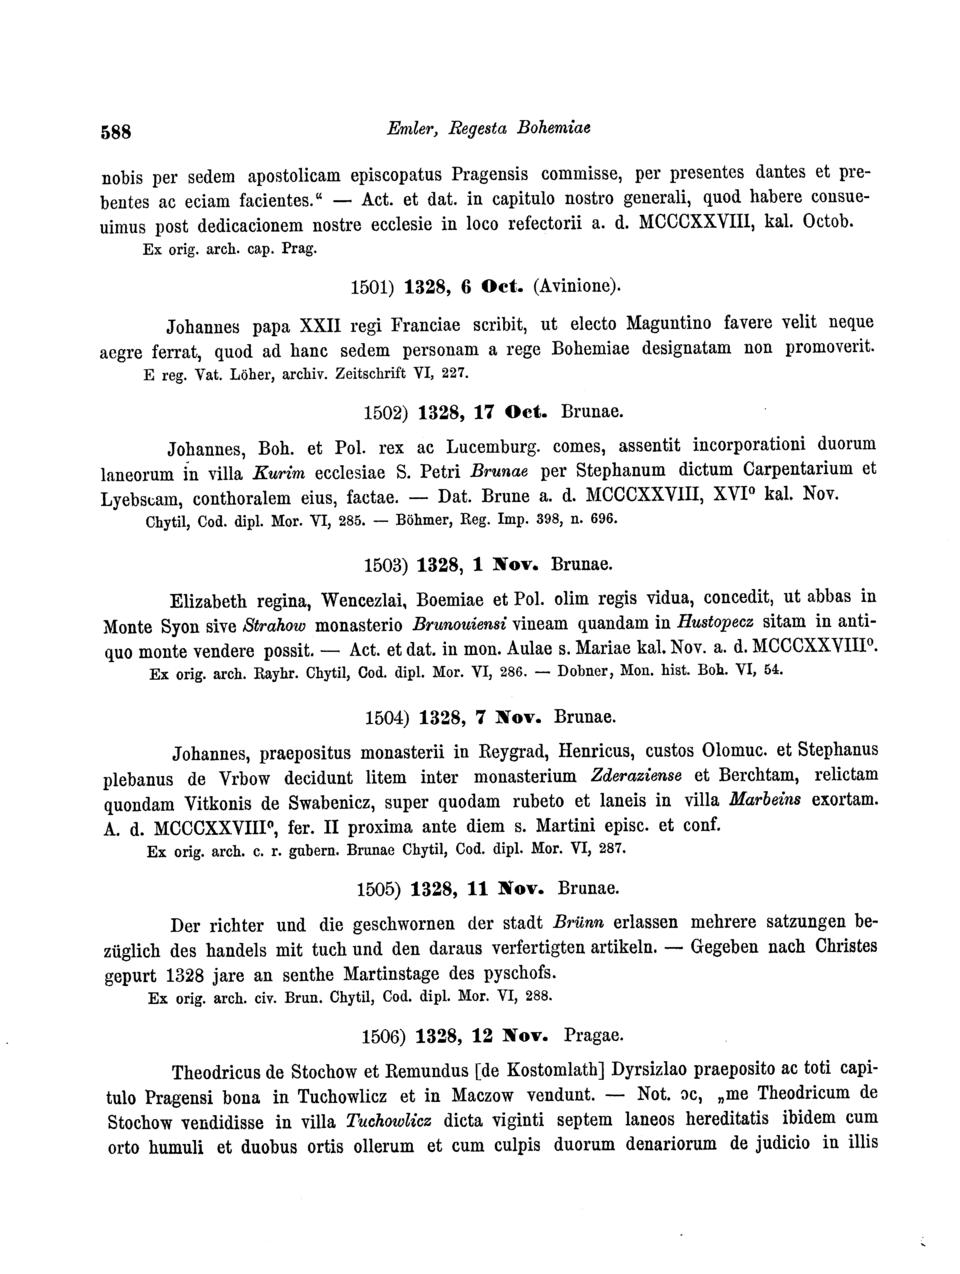 588 Emler, Regesta Bohemiae
nobis per sedem apostolicam episcopatus Pragensis commisse, per presentes dantes et pre-
bentes ac eciam facientes.“ — Act. et dat. in capitulo nostro generali, quod habere consue-
uimus post dedicacionem nostre ecclesie in loco refectorii a. d. MCCCXXVIII, kal. Octob.
Ex orig. arch. cap. Prag.
1501) 1328, 6 Oct. (Avinione).
Johannes papa XXII regi Franciae scribit, ut electo Maguntino favere velit neque
aegre ferrat, quod ad hanc sedem personam a rege Bohemiae designatam non promoverit.
E reg. Vat. Löher, archiv. Zeitschrift VI, 227.
1502) 1328, 17 Oct. Brunae.
Johannes, Boh. et Pol. rex ac Lucemburg. comes, assentit incorporationi duorum
laneorum in villa Kurim ecclesiae S. Petri Brunae per Stephanum dictum Carpentarium et
Lyebscam, conthoralem eius, factae. — Dat. Brune a. d. MCCCXXVIII, XVI⁰ kal. Nov.
Chytil, Cod. dipl. Mor. VI, 285. — Böhmer, Reg. Imp. 398, n. 696.
1503) 1328, 1 Nov. Brunae.
Elizabeth regina, Wencezlai, Boemiae et Pol. olim regis vidua, concedit, ut abbas in
Monte Syon sive Strahow monasterio Brunouiensi vineam quandam in Hustopecz sitam in anti-
quo monte vendere possit. — Act. et dat. in mon. Aulae s. Mariae kal. Nov. a. d. MCCCXXVIII⁰.
Ex orig. arch. Rayhr. Chytil, Cod. dipl. Mor. VI, 286. — Dobner, Mon. hist. Boh. VI, 54.
1504) 1328, 7 Nov. Brunae.
Johannes, praepositus monasterii in Reygrad, Henricus, custos Olomuc. et Stephanus
plebanus de Vrbow decidunt litem inter monasterium Zderaziense et Berchtam, relictam
quondam Vitkonis de Swabenicz, super quodam rubeto et laneis in villa Marbeins exortam.
A. d. MCCCXXVIII⁰, fer. II proxima ante diem s. Martini episc. et conf.
Ex orig. arch. c. r. gubern. Brunae Chytil, Cod. dipl. Mor. VI, 287.
1505) 1328, 11 Nov. Brunae.
Der richter und die geschwornen der stadt Brünn erlassen mehrere satzungen be-
züglich des handels mit tuch und den daraus verfertigten artikeln. — Gegeben nach Christes
gepurt 1328 jare an senthe Martinstage des pyschofs.
Ex orig. arch. civ. Brun. Chytil, Cod. dipl. Mor. VI, 288.
1506) 1328, 12 Nov. Pragae.
Theodricus de Stochow et Remundus [de Kostomlath] Dyrsizlao praeposito ac toti capi-
tulo Pragensi bona in Tuchowlicz et in Maczow vendunt. — Not. ɔc, „me Theodricum de
Stochow vendidisse in villa Tuchowlicz dicta viginti septem laneos hereditatis ibidem cum
orto humuli et duobus ortis ollerum et cum culpis duorum denariorum de judicio in illis